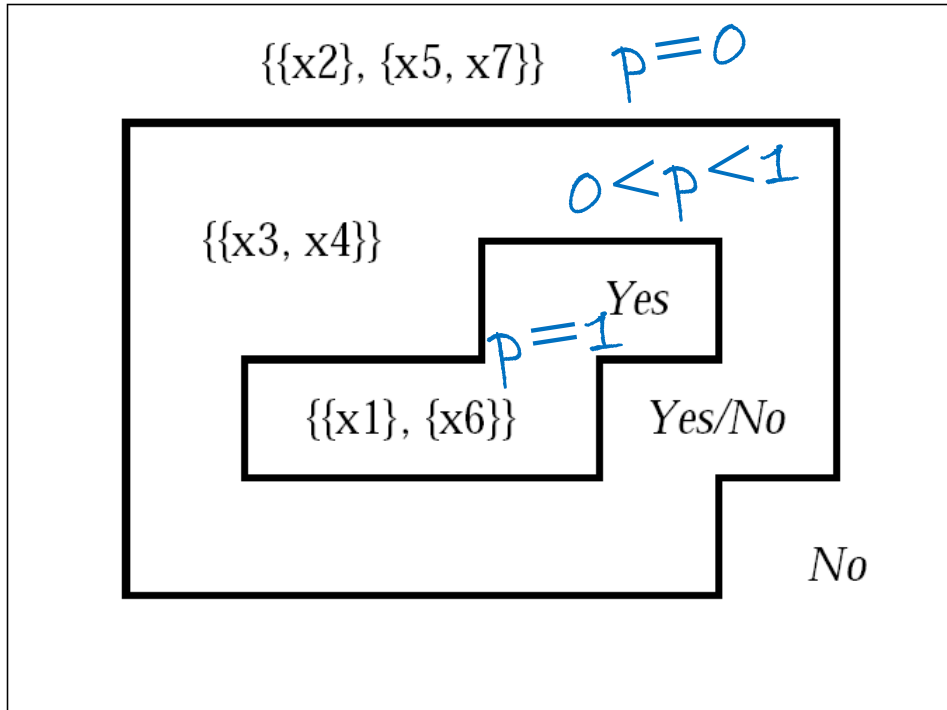 {{x2}, {x5, x7}} p=0
0<p<1
{{x3, x4}}
Yes
p=1
{{x1}, {x6}} Yes/No
No